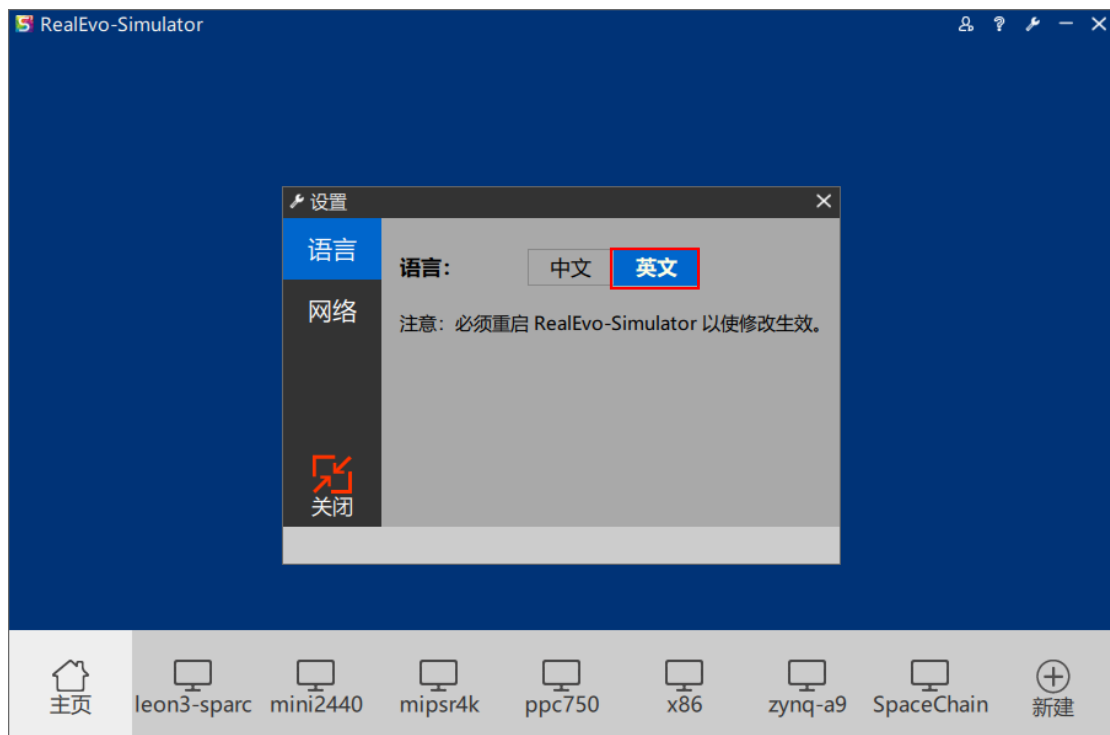 RealEvo-Simulator
设置
语言
语言：
中文
英文
网络
注意：必须重启 RealEvo-Simulator 以使修改生效。
关闭
主页
leon3-sparc
mini2440
mipsr4k
ppc750
x86
zynq-a9
SpaceChain
新建